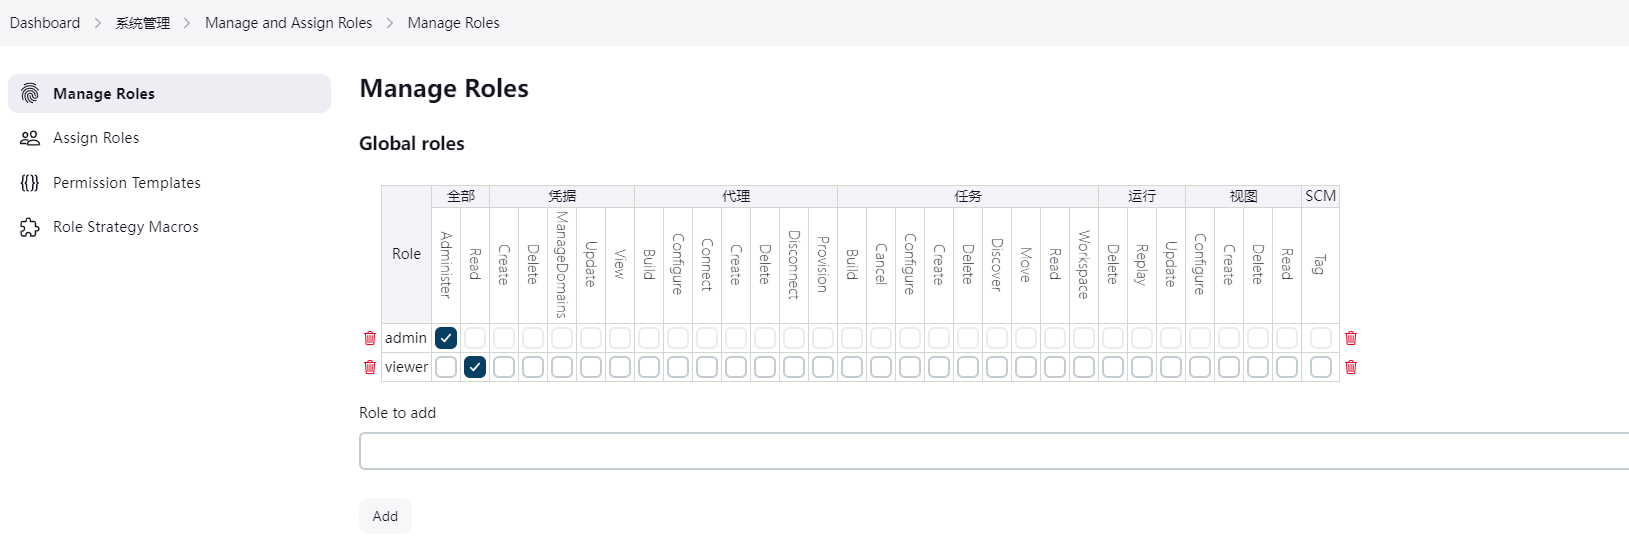 Dashboard 系统管理 Manage and Assign Roles Manage Roles
Manage Roles
Assign Roles
Permission Templates
Role Strategy Macros
Manage Roles
Global roles
Role 全部 凭据 代理 任务 运行 视图 SCM
Administer Read Create Delete ManageDomains Update View Build Configure Connect Create Delete Disconnect Provision Build Cancel Configure Create Delete Discover Move Read Workspace Delete Replay Update Configure Create Delete Read Tag
admin
viewer
Role to add
Add